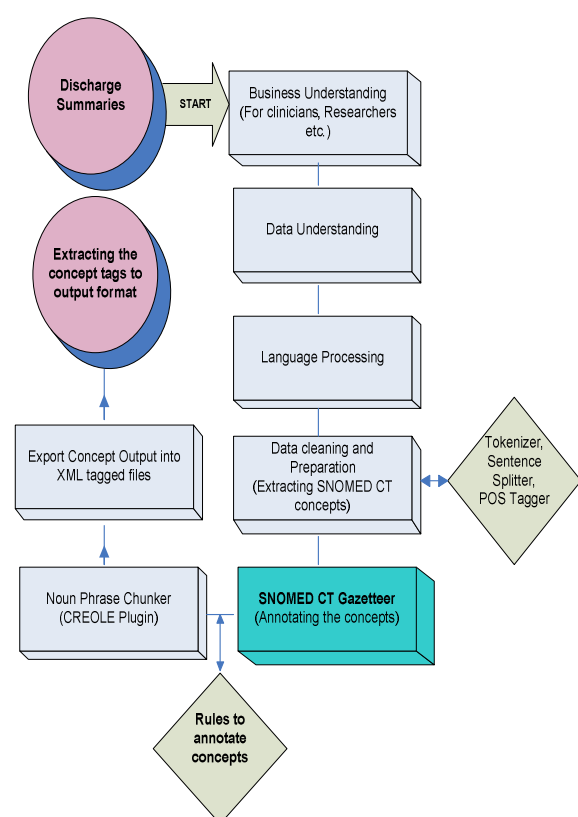 Discharge
Summaries
START
Business Understanding
(For clinicians, Researchers
etc.)
Data Understanding
Extracting the
concept tags to
output format
Language Processing
Data cleaning and
Preparation
(Extracting SNOMED CT
concepts)
Tokenizer,
Sentence
Splitter,
POS Tagger
Export Concept Output into
XML tagged files
SNOMED CT Gazetteer
(Annotating the concepts)
Noun Phrase Chunker
(CREOLE Plugin)
Rules to
annotate
concepts